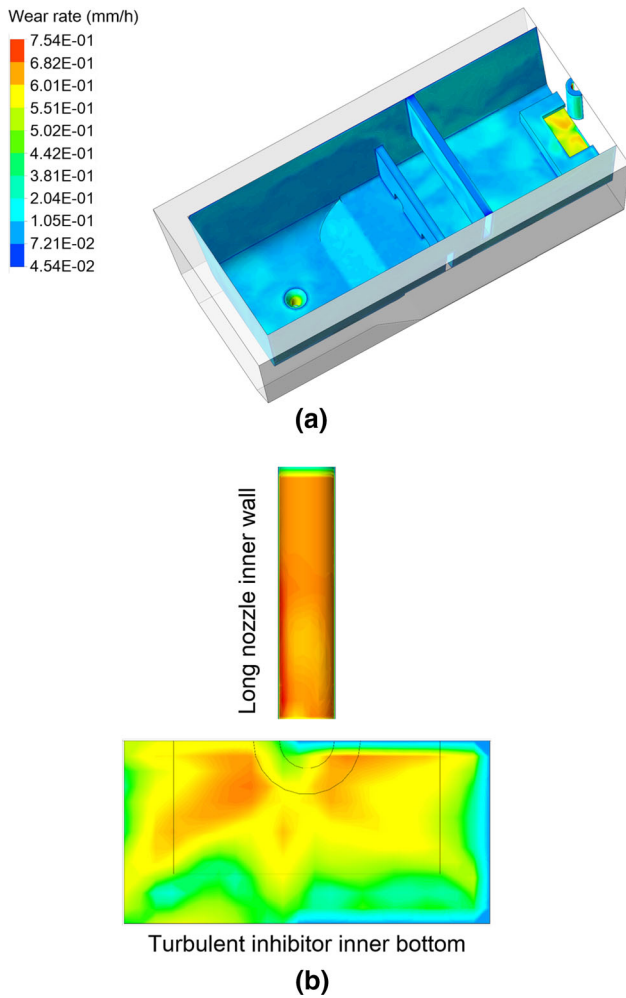 Wear rate (mm/h)
7.54E-01
6.82E-01
6.01E-01
5.51E-01
5.02E-01
4.42E-01
3.81E-01
2.04E-01
1.05E-01
7.21E-02
4.54E-02
(a)
Long nozzle inner wall
Turbulent inhibitor inner bottom
(b)